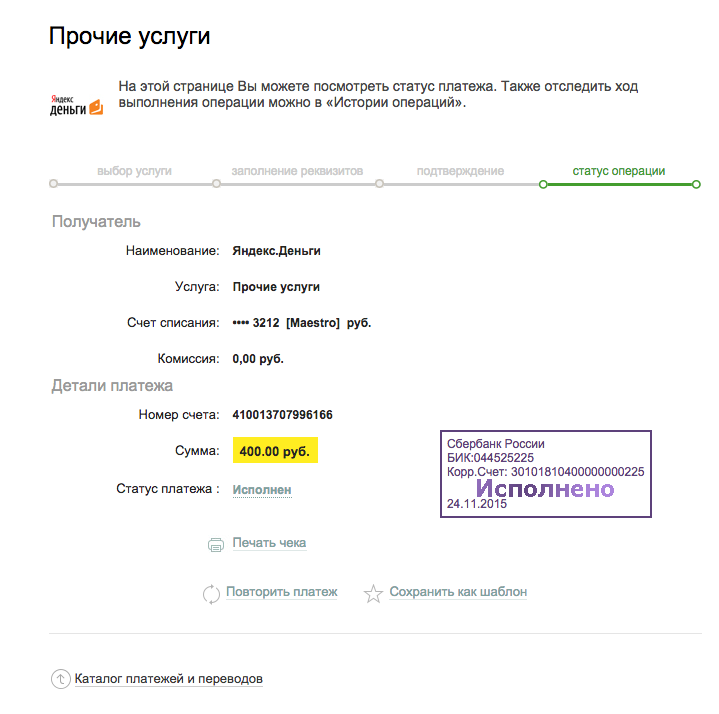 Прочие услуги
Яндекс
деньги
На этой странице Вы можете посмотреть статус платежа. Также отследить ход
выполнения операции можно в «Истории операций».
выбор услуги
заполнение реквизитов
подтверждение
статус операции
Получатель
Наименование: Яндекс.Деньги
Услуга: Прочие услуги
Счет списания: •••• 3212 [Maestro] руб.
Комиссия: 0,00 руб.
Детали платежа
Номер счета: 410013707996166
Сумма: 400.00 руб.
Статус платежа : Исполнен
Сбербанк России
БИК:044525225
Корр.Счет: 30101810400000000225
Исполнено
24.11.2015
Печать чека
Повторить платеж
Сохранить как шаблон
Каталог платежей и переводов